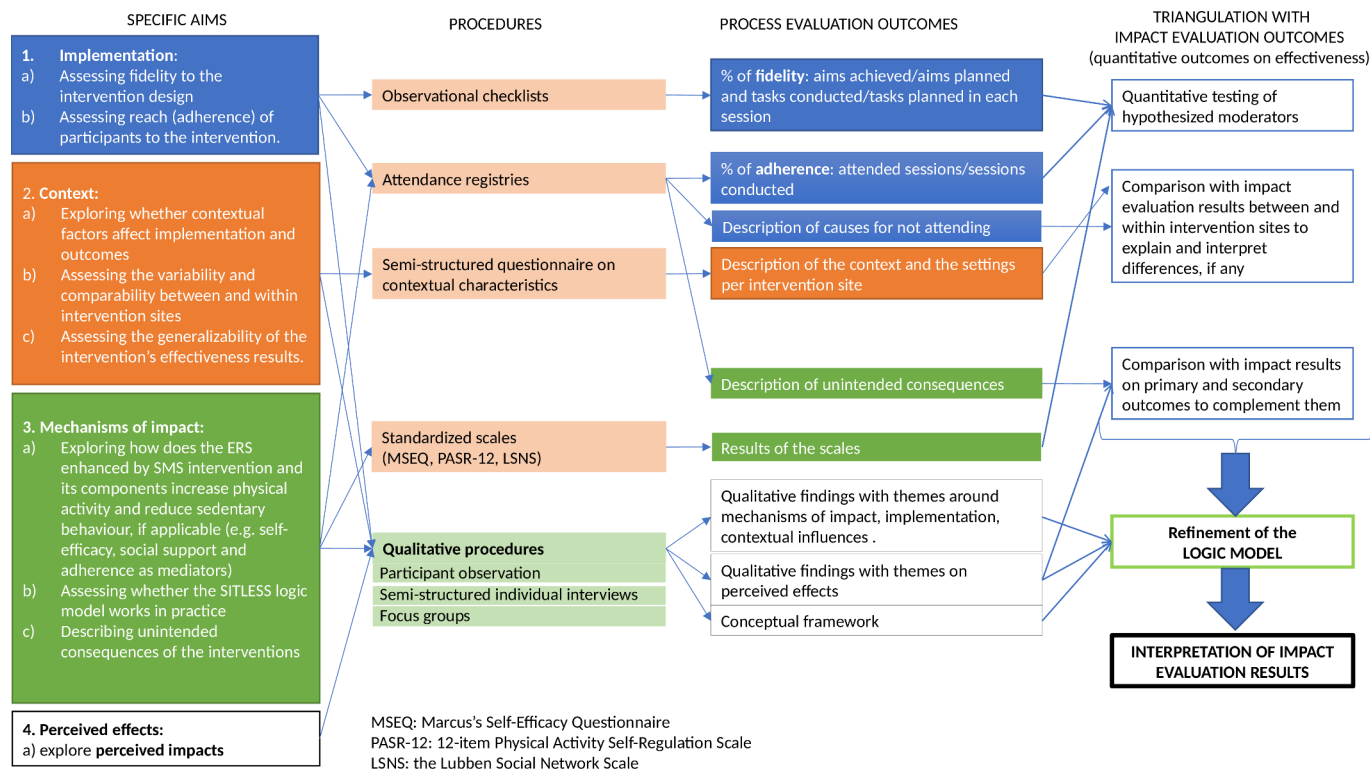 SPECIFIC AIMS
1. Implementation:
a) Assessing fidelity to the
intervention design
b) Assessing reach (adherence) of
participants to the intervention.
2. Context:
a) Exploring whether contextual
factors affect implementation and
outcomes
b) Assessing the variability and
comparability between and within
intervention sites
c) Assessing the generalizability of the
intervention's effectiveness results.
3. Mechanisms of impact:
a) Exploring how does the ERS
enhanced by SMS intervention and
its components increase physical
activity and reduce sedentary
behaviour, if applicable (e.g. self-
efficacy, social support and
adherence as mediators)
b) Assessing whether the SITLESS logic
model works in practice
c) Describing unintended
consequences of the interventions
4. Perceived effects:
a) explore perceived impacts
PROCEDURES
Observational checklists
Attendance registries
Semi-structured questionnaire on
contextual characteristics
Standardized scales
(MSEQ, PASR-12, LSNS)
Qualitative procedures
Participant observation
Semi-structured individual interviews
Focus groups
PROCESS EVALUATION OUTCOMES
% of fidelity: aims achieved/aims planned
and tasks conducted/tasks planned in each
session
% of adherence: attended sessions/sessions
conducted
Description of causes for not attending
Description of the context and the settings
per intervention site
Description of unintended consequences
Results of the scales
Qualitative findings with themes around
mechanisms of impact, implementation,
contextual influences .
Qualitative findings with themes on
perceived effects
Conceptual framework
TRIANGULATION WITH
IMPACT EVALUATION OUTCOMES
(quantitative outcomes on effectiveness)
Quantitative testing of
hypothesized moderators
Comparison with impact
evaluation results between and
within intervention sites to
explain and interpret
differences, if any
Comparison with impact results
on primary and secondary
outcomes to complement them
Refinement of the
LOGIC MODEL
INTERPRETATION OF IMPACT
EVALUATION RESULTS
MSEQ: Marcus's Self-Efficacy Questionnaire
PASR-12: 12-item Physical Activity Self-Regulation Scale
LSNS: the Lubben Social Network Scale